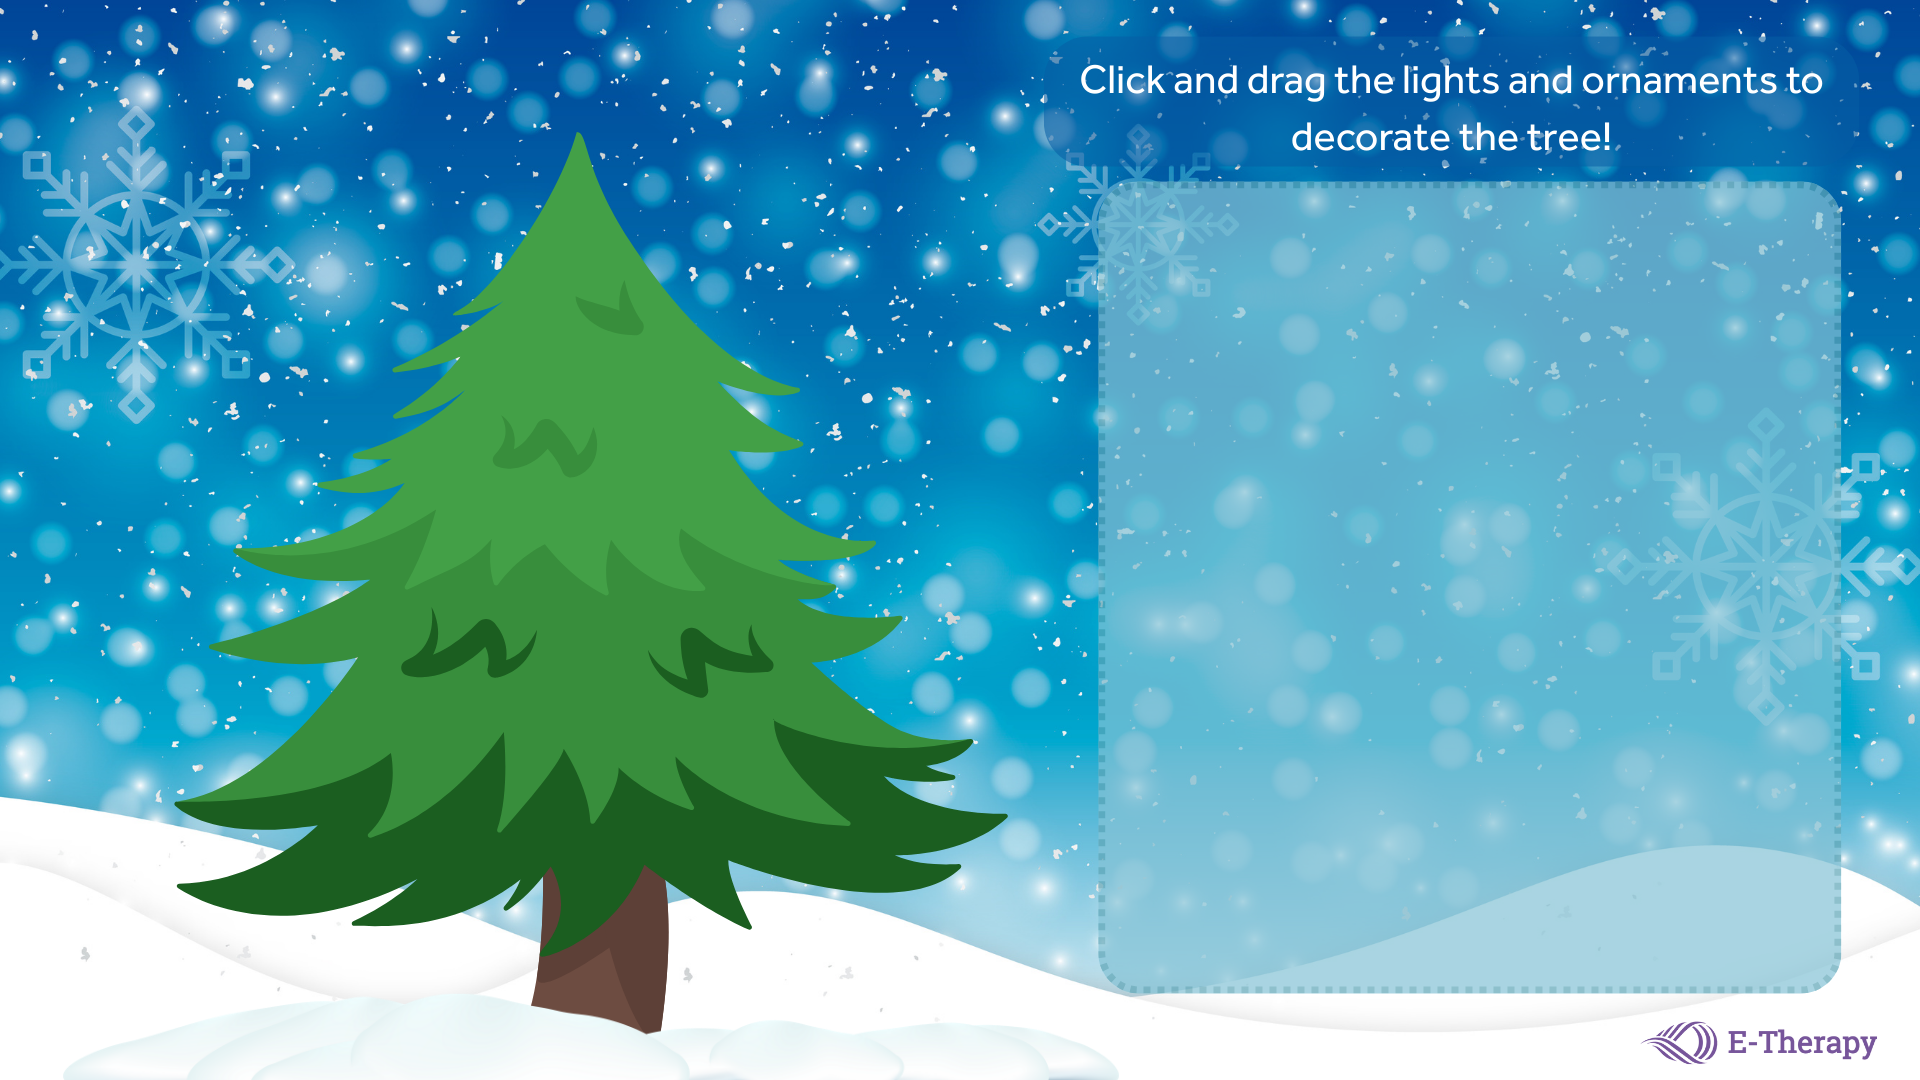 Click and drag the lights and ornaments to
decorate the tree!
E-Therapy